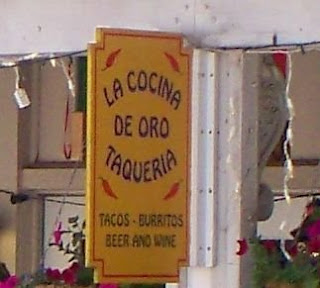 LA COCINA
DE ORO
TAQUERIA
TACOS - BURRITOS
BEER AND WINE